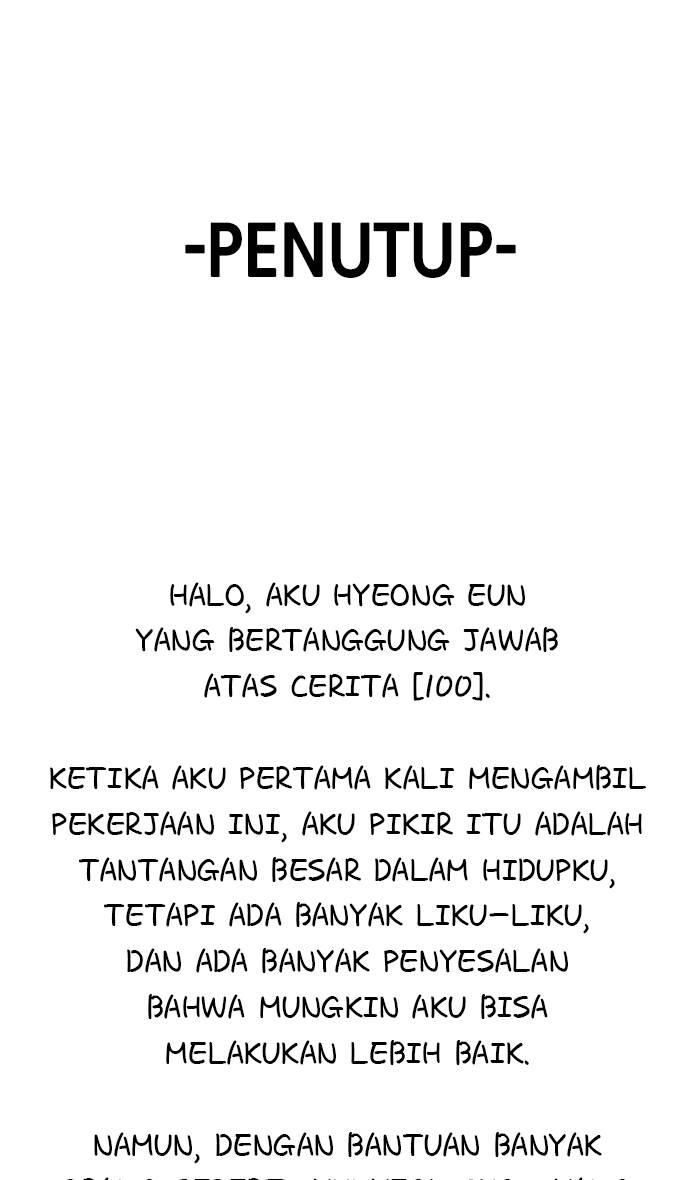 -PENUTUP-
HALO, AKU HYEONG EUN
YANG BERTANGGUNG JAWAB
ATAS CERITA [100].
KETIKA AKU PERTAMA KALI MENGAMBIL
PEKERJAAN INI, AKU PIKIR ITU ADALAH
TANTANGAN BESAR DALAM HIDUPKU,
TETAPI ADA BANYAK LIKU-LIKU,
DAN ADA BANYAK PENYESALAN
BAHWA MUNGKIN AKU BISA
MELAKUKAN LEBIH BAIK.
NAMUN, DENGAN BANTUAN BANYAK